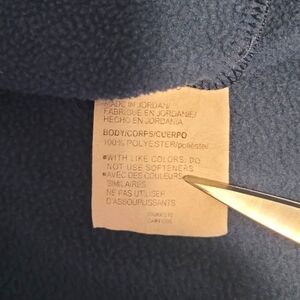 MADE IN JORDAN/
FABRIQUE EN JORDANIE/
HECHO EN JORDANIA
BODY/CORPS/CUERPO
100% POLYESTER/poliéster
■WITH LIKE COLORS. DO
NOT USE SOFTENERS
■AVEC DES COULEURS
SIMILAIRES
NE PAS UTILISER
D'ASSOUPLISSANTS